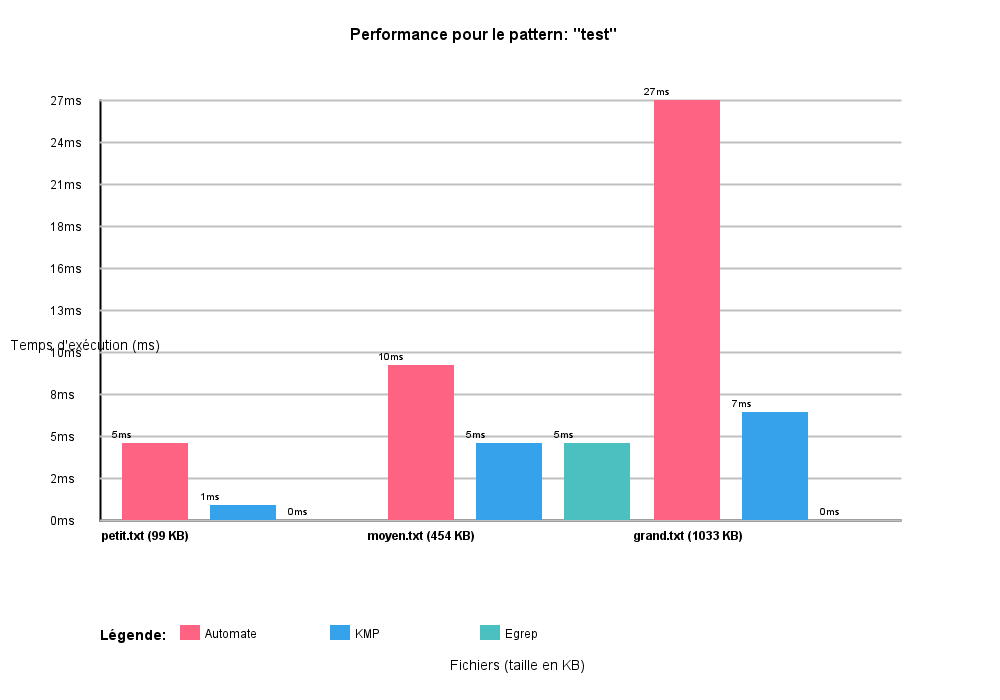 Performance pour le pattern: "test"
27ms
27ms
24ms
21ms
18ms
16ms
13ms
Temps d'exécution (ms)
10ms
10ms
8ms
7ms
5ms
5ms
5ms
5ms
2ms
1ms
0ms
0ms
0ms
petit.txt (99 KB)
moyen.txt (454 KB)
grand.txt (1033 KB)
Légende:
Automate
KMP
Egrep
Fichiers (taille en KB)